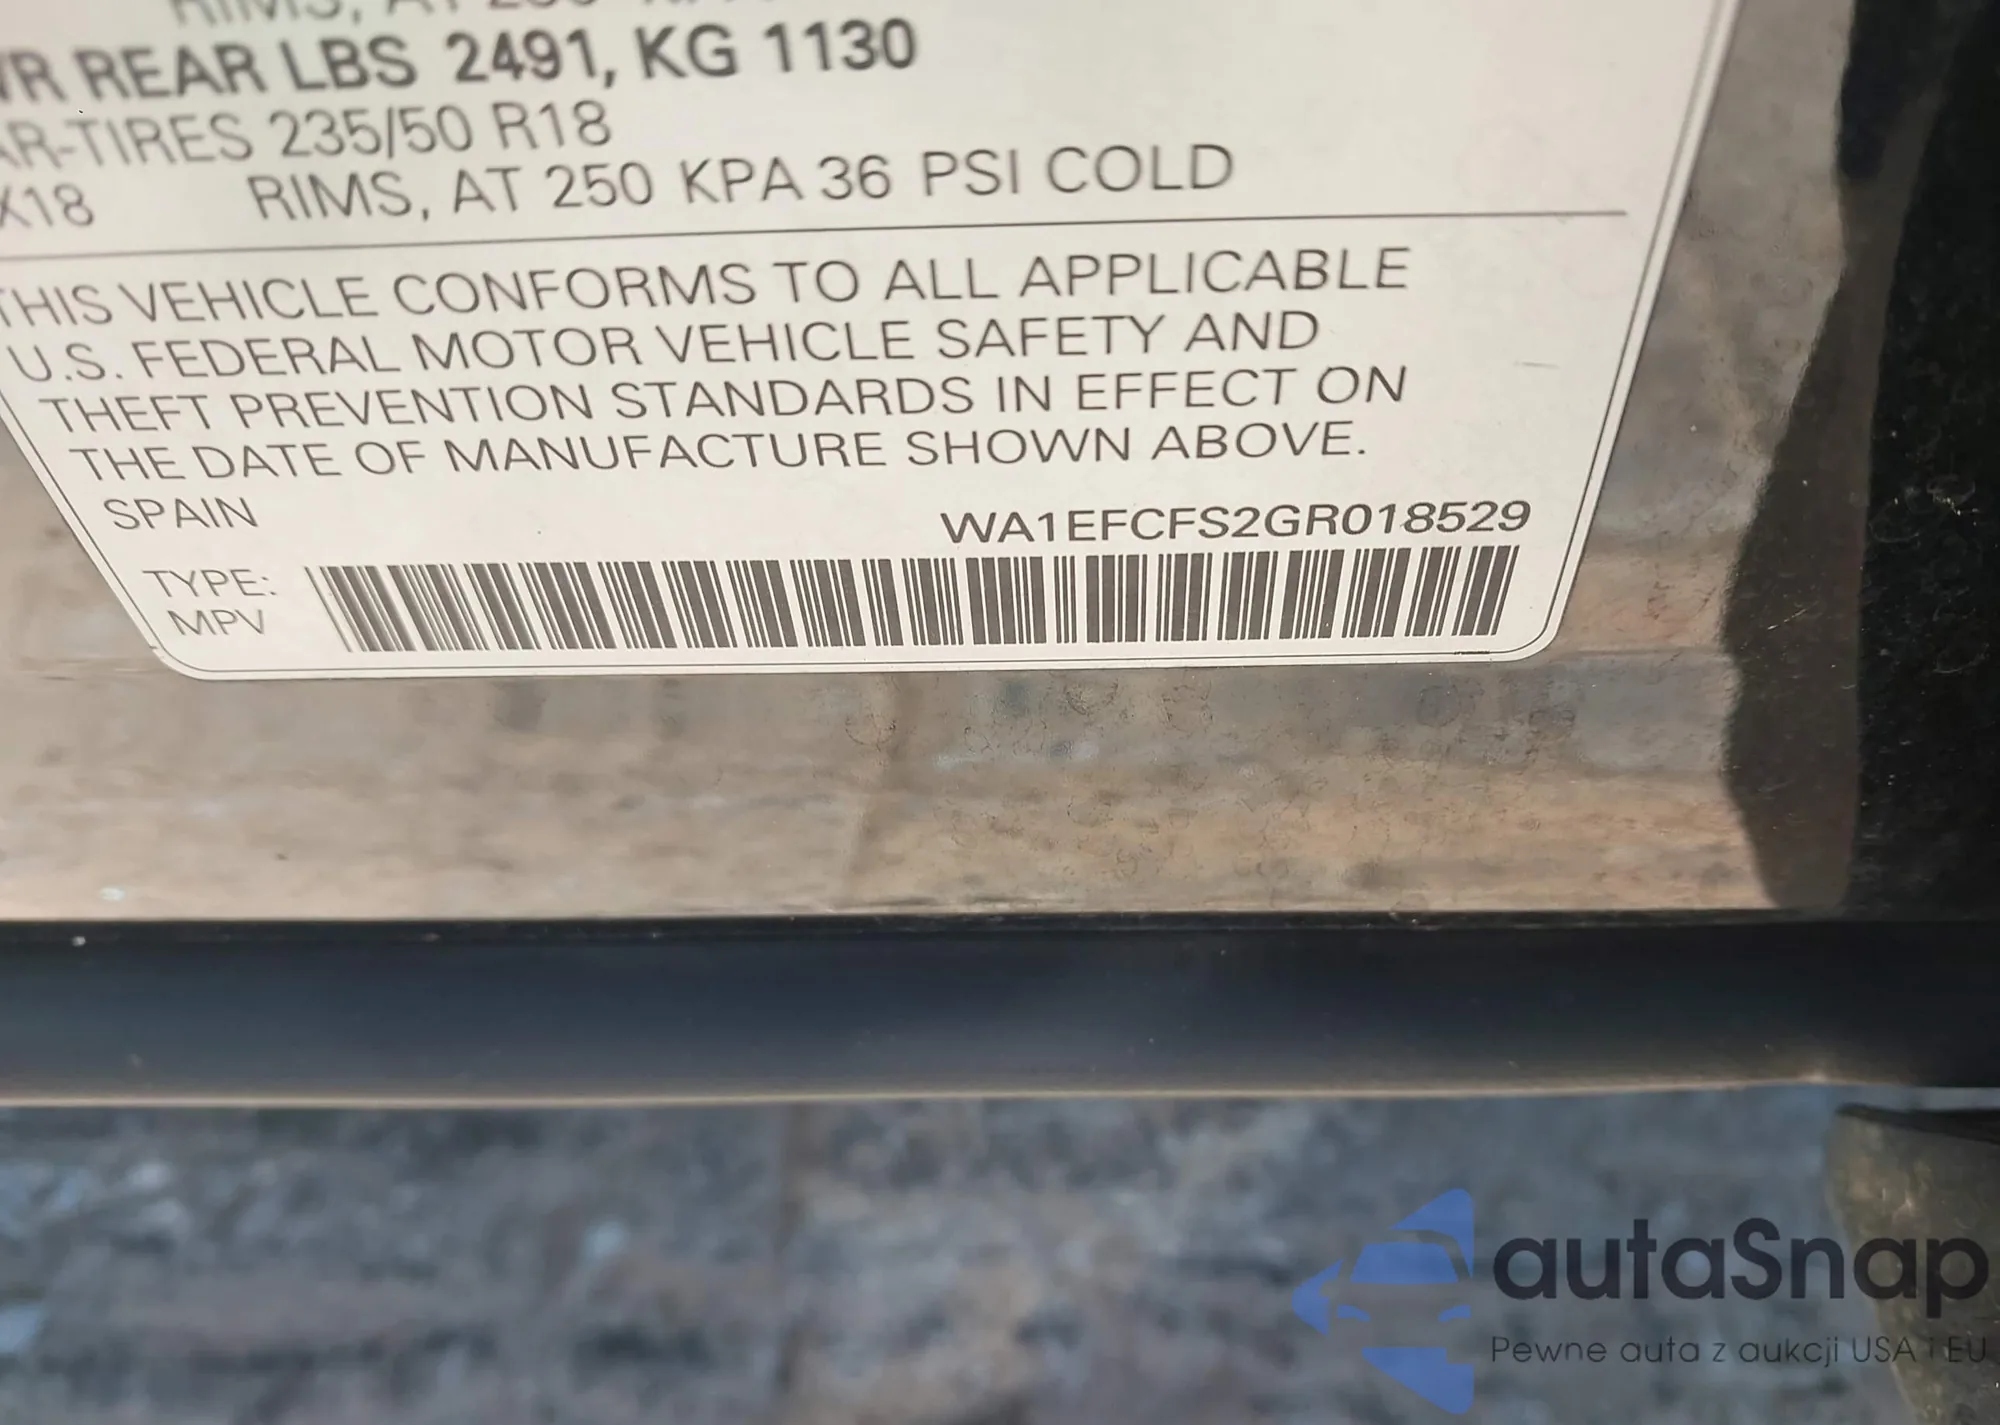 RIMS, AT
REAR LBS 2491, KG 1130
-TIRES 235/50 R18
X18 RIMS, AT 250 KPA 36 PSI COLD
THIS VEHICLE CONFORMS TO ALL APPLICABLE
U.S. FEDERAL MOTOR VEHICLE SAFETY AND
THEFT PREVENTION STANDARDS IN EFFECT ON
THE DATE OF MANUFACTURE SHOWN ABOVE.
SPAIN
WA1EFCFS2GR018529
TYPE:
MPV
autaSnap
Pewne auta z aukcji USA i EU